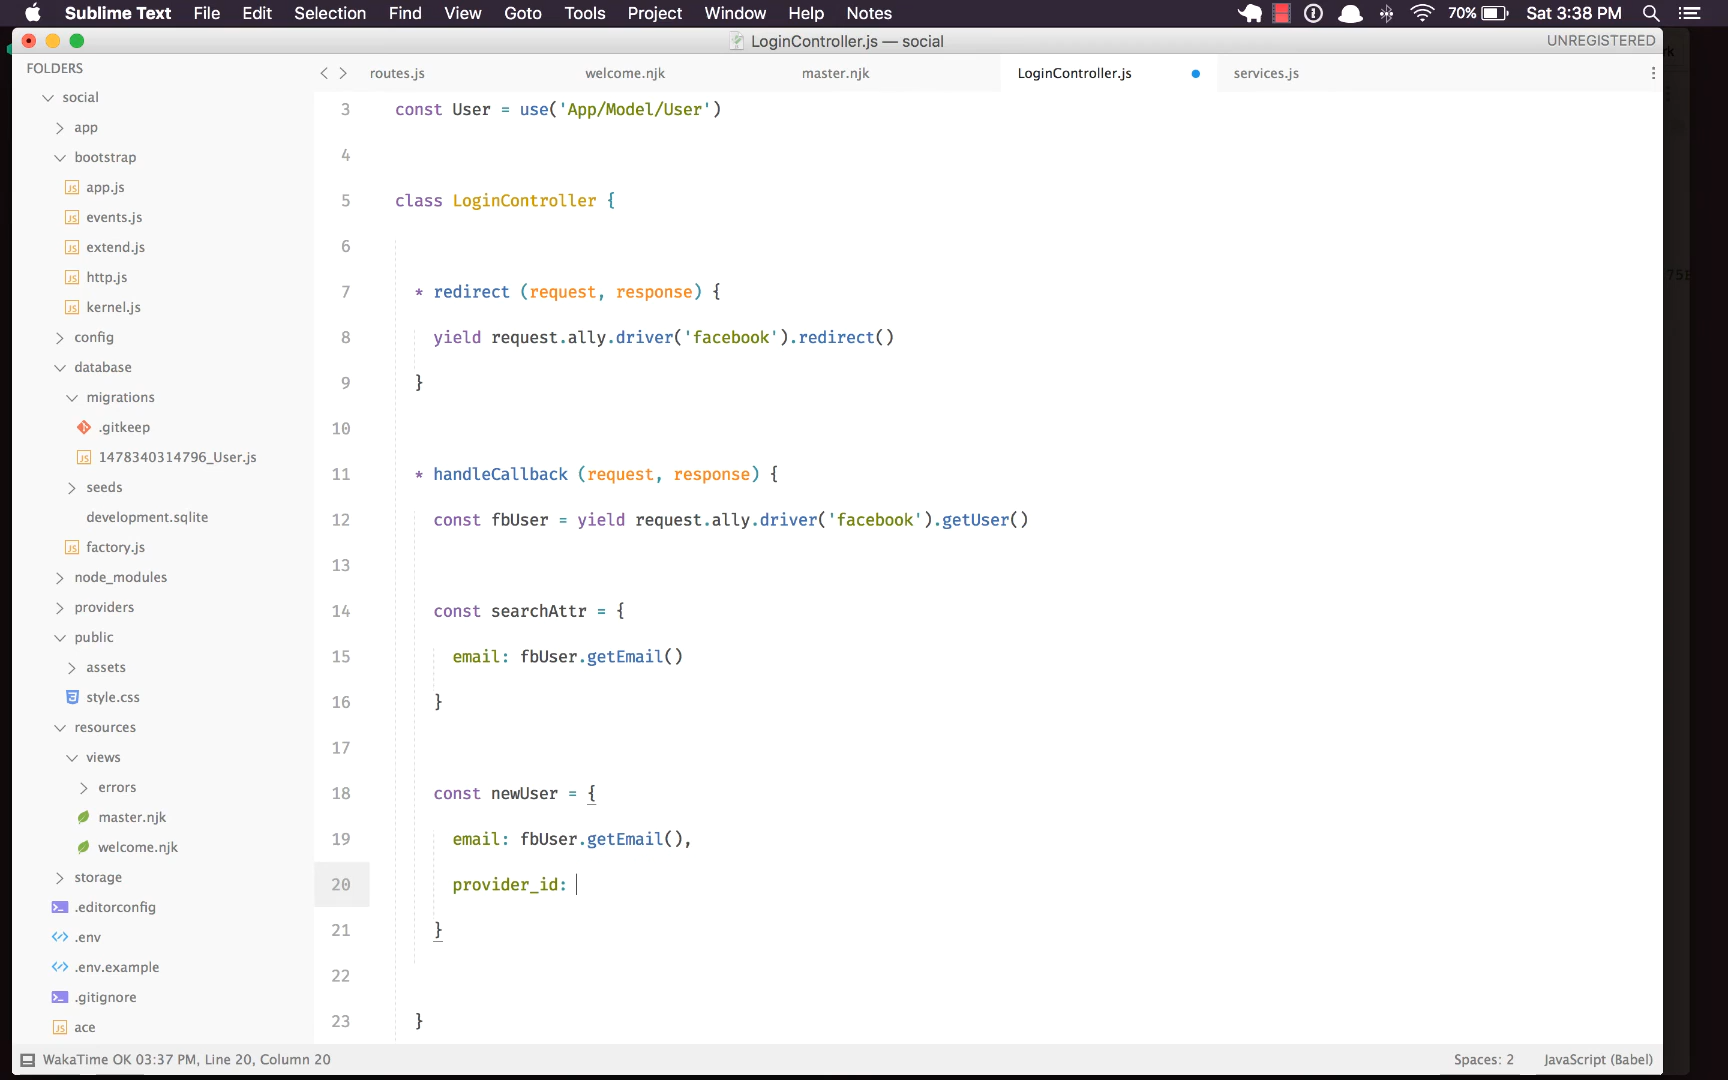 Sublime Text File Edit Selection Find View Goto Tools Project Window Help Notes 70% Sat 3:38 PM
LoginController.js — social UNREGISTERED
FOLDERS
social
app
bootstrap
app.js
events.js
extend.js
http.js
kernel.js
config
database
migrations
.gitkeep
1478340314796_User.js
seeds
development.sqlite
factory.js
node_modules
providers
public
assets
style.css
resources
views
errors
master.njk
welcome.njk
storage
.editorconfig
.env
.env.example
.gitignore
ace
routes.js welcome.njk master.njk LoginController.js services.js
3 const User = use('App/Model/User')
4
5 class LoginController {
6
7 * redirect (request, response) {
8 yield request.ally.driver('facebook').redirect()
9 }
10
11 * handleCallback (request, response) {
12 const fbUser = yield request.ally.driver('facebook').getUser()
13
14 const searchAttr = {
15 email: fbUser.getEmail()
16 }
17
18 const newUser = {
19 email: fbUser.getEmail(),
20 provider_id:
21 }
22
23 }
WakaTime OK 03:37 PM, Line 20, Column 20 Spaces: 2 JavaScript (Babel)